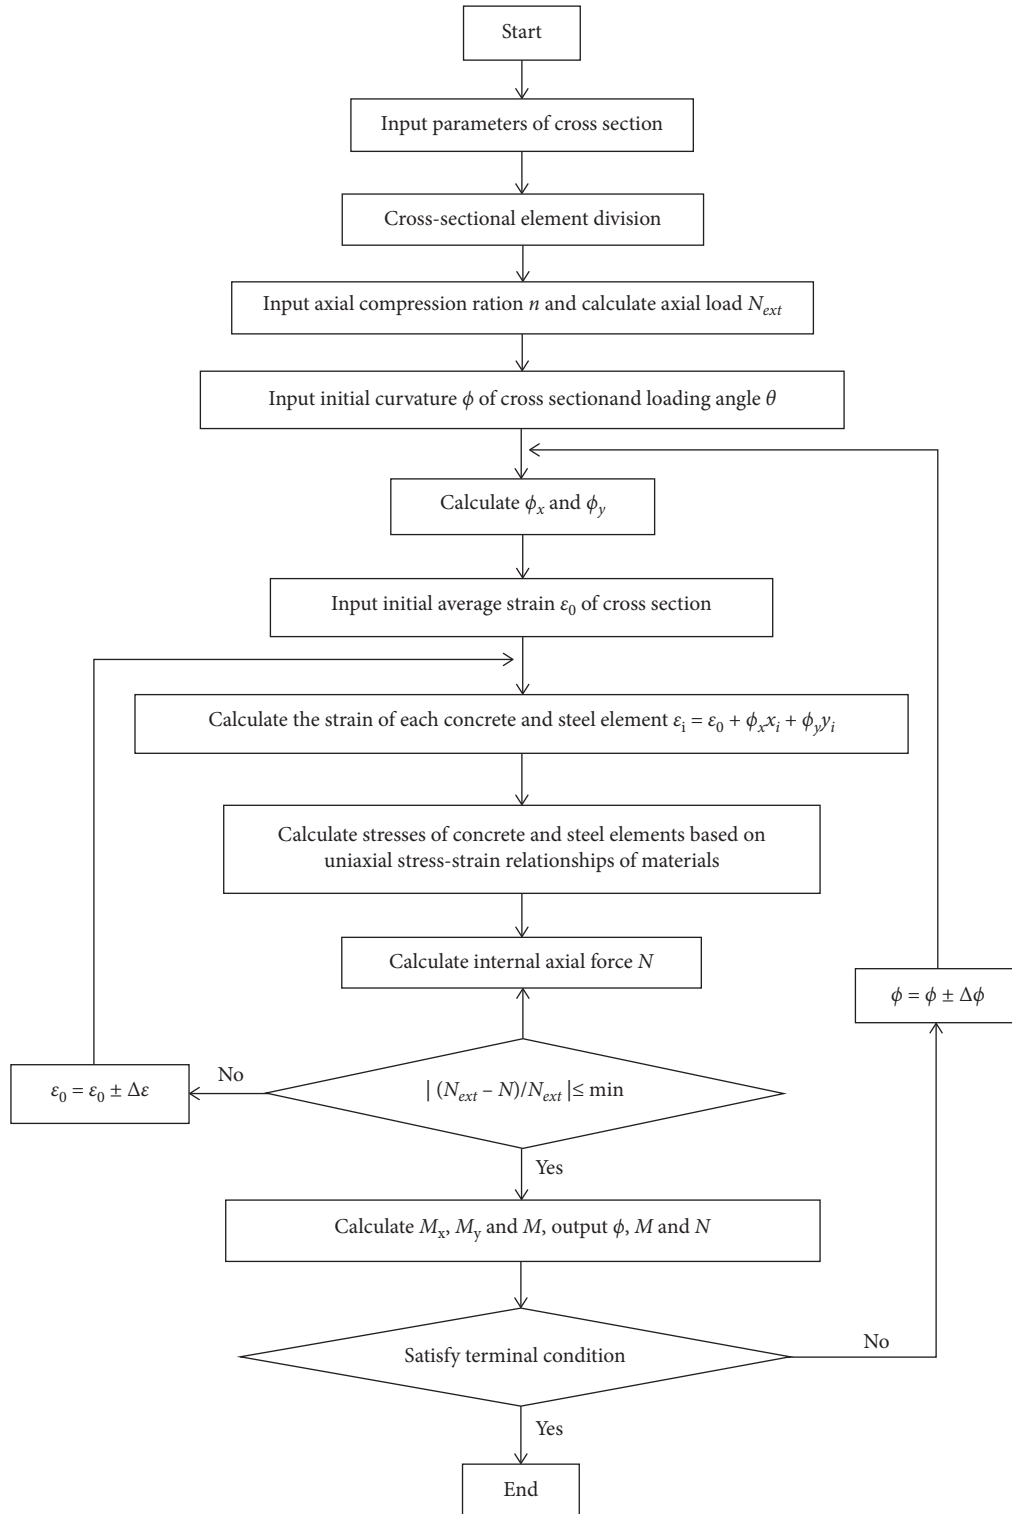 Start
Input parameters of cross section
Cross-sectional element division
Input axial compression ration n and calculate axial load N_ext
Input initial curvature ϕ of cross sectionand loading angle θ
Calculate ϕ_x and ϕ_y
Input initial average strain ε_0 of cross section
Calculate the strain of each concrete and steel element ε_i = ε_0 + ϕ_x x_i + ϕ_y y_i
Calculate stresses of concrete and steel elements based on
uniaxial stress-strain relationships of materials
Calculate internal axial force N
ϕ = ϕ ± Δϕ
No
ε_0 = ε_0 ± Δε
| (N_ext – N)/N_ext |≤ min
Yes
Calculate M_x, M_y and M, output ϕ, M and N
Satisfy terminal condition
No
Yes
End